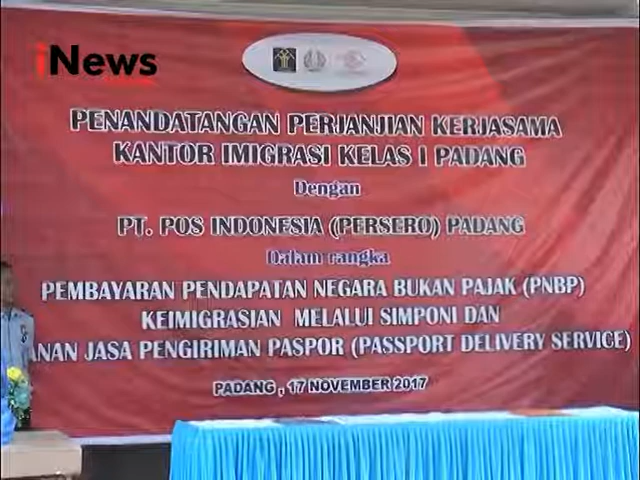 iNews
PENANDATANGAN PERJANJIAN KERJASAMA
KANTOR IMIGRASI KELAS I PADANG
Dengan
PT. POS INDONESIA (PERSERO) PADANG
Dalam rangka
PEMBAYARAN PENDAPATAN NEGARA BUKAN PAJAK (PNBP)
KEIMIGRASIAN MELALUI SIMPONI DAN
ANAN JASA PENGIRIMAN PASPOR (PASSPORT DELIVERY SERVICE)
PADANG , 17 NOVEMBER 2017